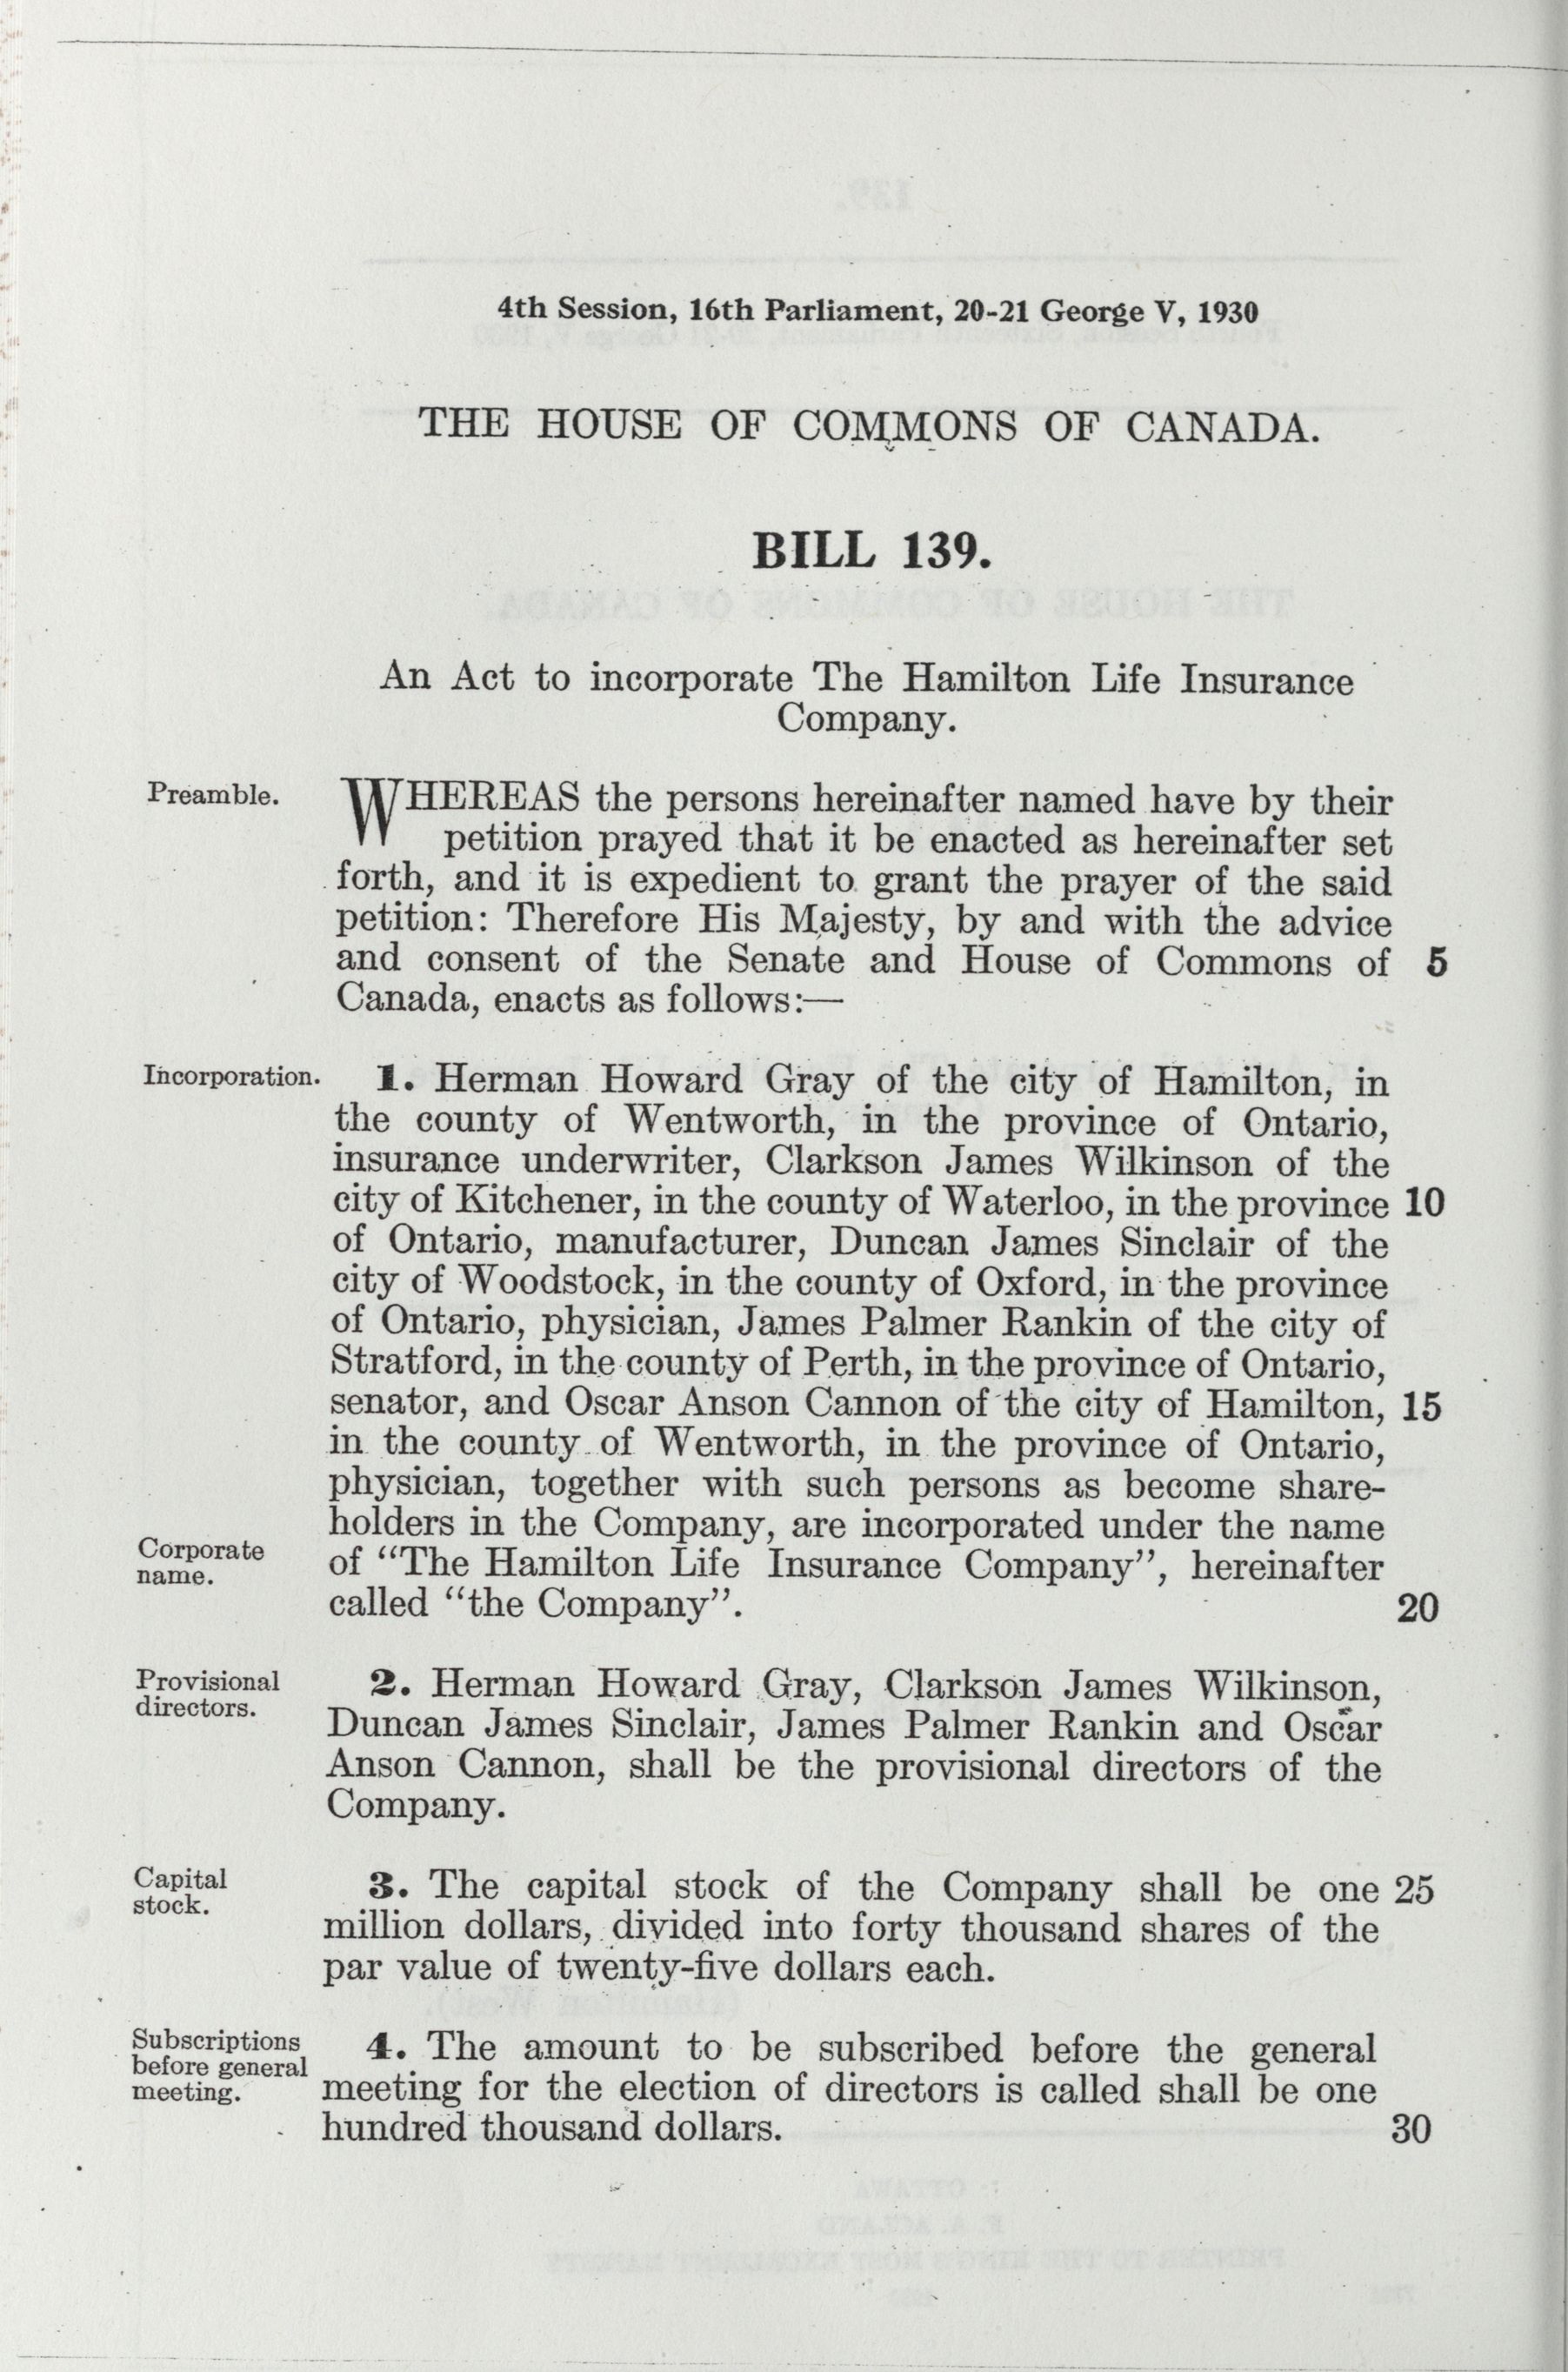 4th Session, 16th Parliament, 20-21 George V, 1930
THE HOUSE OF COMMONS OF CANADA.
BILL 139.
An Act to incorporate The Hamilton Life Insurance
Company.
Preamble.
WHEREAS the persons hereinafter named have by their
petition prayed that it be enacted as hereinafter set
forth, and it is expedient to grant the prayer of the said
petition: Therefore His Majesty, by and with the advice
and consent of the Senate and House of Commons of 5
Canada, enacts as follows:—
Incorporation.
1. Herman Howard Gray of the city of Hamilton, in
the county of Wentworth, in the province of Ontario,
insurance underwriter, Clarkson James Wilkinson of the
city of Kitchener, in the county of Waterloo, in the province 10
of Ontario, manufacturer, Duncan James Sinclair of the
city of Woodstock, in the county of Oxford, in the province
of Ontario, physician, James Palmer Rankin of the city of
Stratford, in the county of Perth, in the province of Ontario,
senator, and Oscar Anson Cannon of the city of Hamilton, 15
in the county of Wentworth, in the province of Ontario,
physician, together with such persons as become share-
holders in the Company, are incorporated under the name
Corporate
name.
of "The Hamilton Life Insurance Company", hereinafter
called "the Company". 20
Provisional
directors.
2. Herman Howard Gray, Clarkson James Wilkinson,
Duncan James Sinclair, James Palmer Rankin and Oscar
Anson Cannon, shall be the provisional directors of the
Company.
Capital
stock.
3. The capital stock of the Company shall be one 25
million dollars, divided into forty thousand shares of the
par value of twenty-five dollars each.
Subscriptions
before general
meeting.
4. The amount to be subscribed before the general
meeting for the election of directors is called shall be one
hundred thousand dollars. 30